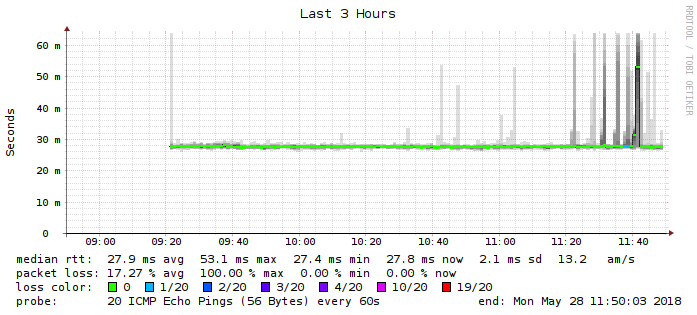 Last 3 Hours
RRDTOOL / TOBI OETIKER
Seconds
60 m
50 m
40 m
30 m
20 m
10 m
0
09:00 09:20 09:40 10:00 10:20 10:40 11:00 11:20 11:40
median rtt: 27.9 ms avg 53.1 ms max 27.4 ms min 27.8 ms now 2.1 ms sd 13.2 am/s
packet loss: 17.27 % avg 100.00 % max 0.00 % min 0.00 % now
loss color: 0 1/20 2/20 3/20 4/20 10/20 19/20
probe: 20 ICMP Echo Pings (56 Bytes) every 60s end: Mon May 28 11:50:03 2018